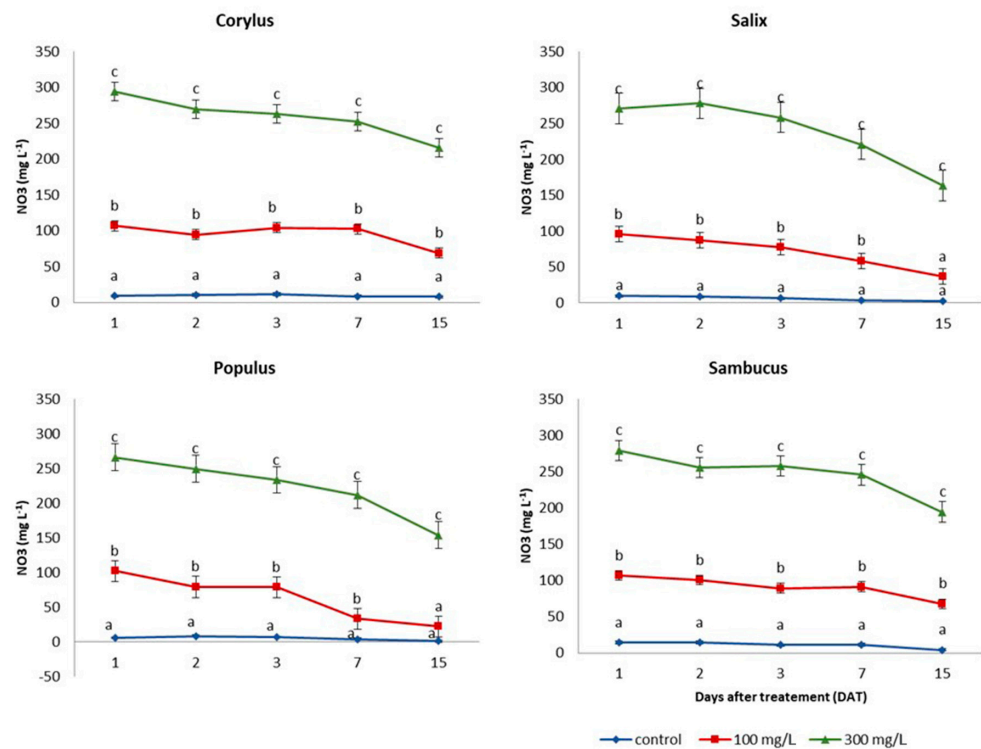 Corylus
350
300
250
200
150
100
50
0
NO3 (mg L-1)
c c c c c
b b b b b
a a a a a
1 2 3 7 15
Salix
350
300
250
200
150
100
50
0
NO3 (mg L-1)
c c c c c
b b b b a
a a a a a
1 2 3 7 15
Populus
350
300
250
200
150
100
50
0
-50
NO3 (mg L-1)
c c c c c
b b b b a
a a a a a
1 2 3 7 15
Sambucus
350
300
250
200
150
100
50
0
NO3 (mg L-1)
c c c c c
b b b b b
a a a a a
1 2 3 7 15
Days after treatement (DAT)
control 100 mg/L 300 mg/L